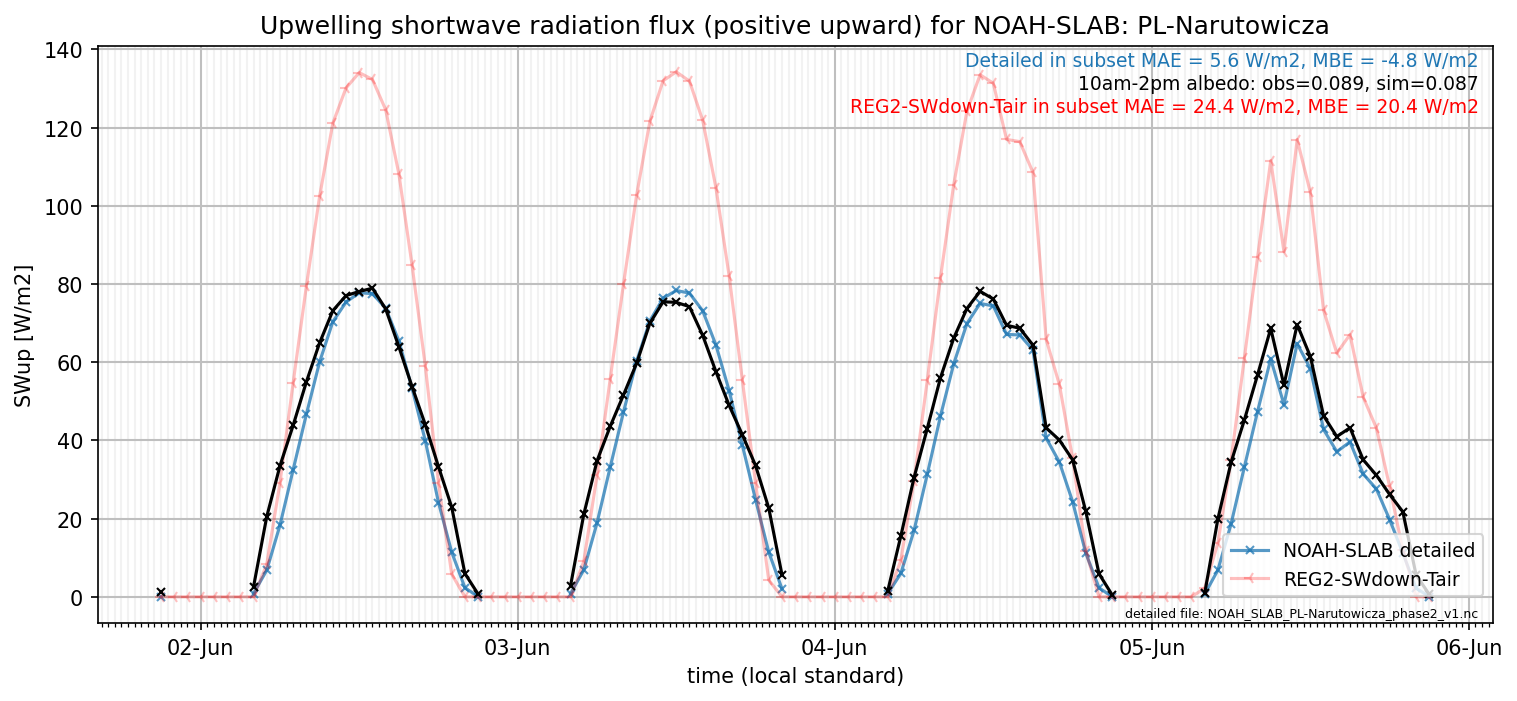 Upwelling shortwave radiation flux (positive upward) for NOAH-SLAB: PL-Narutowicza
Detailed in subset MAE = 5.6 W/m2, MBE = -4.8 W/m2
10am-2pm albedo: obs=0.089, sim=0.087
REG2-SWdown-Tair in subset MAE = 24.4 W/m2, MBE = 20.4 W/m2
SWup [W/m2]
140
120
100
80
60
40
20
0
NOAH-SLAB detailed
REG2-SWdown-Tair
detailed file: NOAH_SLAB_PL-Narutowicza_phase2_v1.nc
02-Jun
03-Jun
04-Jun
05-Jun
06-Jun
time (local standard)